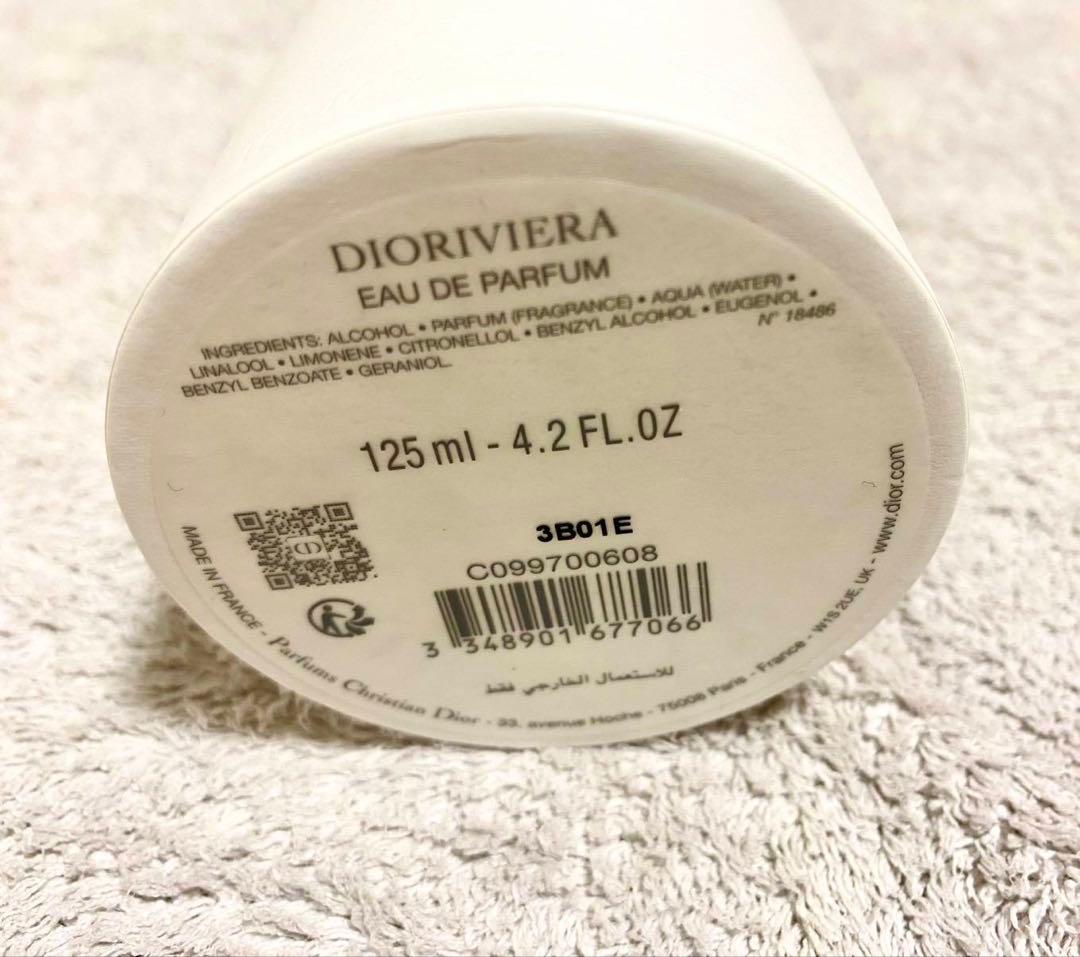 DIORIVIERA
EAU DE PARFUM
INGREDIENTS: ALCOHOL • PARFUM (FRAGRANCE) • AQUA (WATER) •
LINALOOL • LIMONENE • CITRONELLOL • BENZYL ALCOHOL • EUGENOL •
BENZYL BENZOATE • GERANIOL.
N° 18486
125 ml - 4.2 FL.OZ
3B01E
C099700608
3 348901 677066
للاستعمال الخارجي فقط
MADE IN FRANCE - Parfums Christian Dior - 33, avenue Hoche - 75008 Paris - France - W1S 2UE, UK - www.dior.com